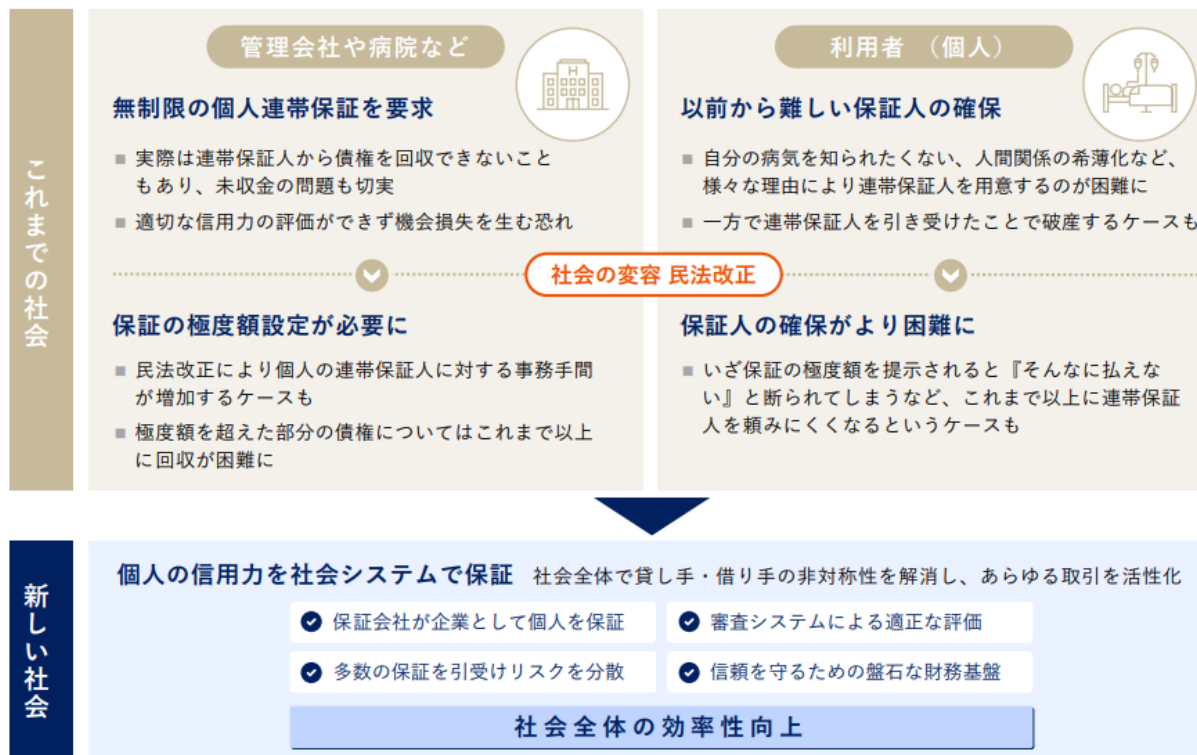 これまでの社会
管理会社や病院など
H
無制限の個人連帯保証を要求
■ 実際は連帯保証人から債権を回収できないこと
もあり、未収金の問題も切実
■ 適切な信用力の評価ができず機会損失を生む恐れ
利用者 （個人）
以前から難しい保証人の確保
■ 自分の病気を知られたくない、人間関係の希薄化など、
様々な理由により連帯保証人を用意するのが困難に
■ 一方で連帯保証人を引き受けたことで破産するケースも
社会の変容 民法改正
保証の極度額設定が必要に
■ 民法改正により個人の連帯保証人に対する事務手間
が増加するケースも
■ 極度額を超えた部分の債権についてはこれまで以上
に回収が困難に
保証人の確保がより困難に
■ いざ保証の極度額を提示されると『そんなに払えな
い』と断られてしまうなど、これまで以上に連帯保証
人を頼みにくくなるというケースも
新しい社会
個人の信用力を社会システムで保証 社会全体で貸し手・借り手の非対称性を解消し、あらゆる取引を活性化
保証会社が企業として個人を保証
審査システムによる適正な評価
多数の保証を引受けリスクを分散
信頼を守るための盤石な財務基盤
社会全体の効率性向上